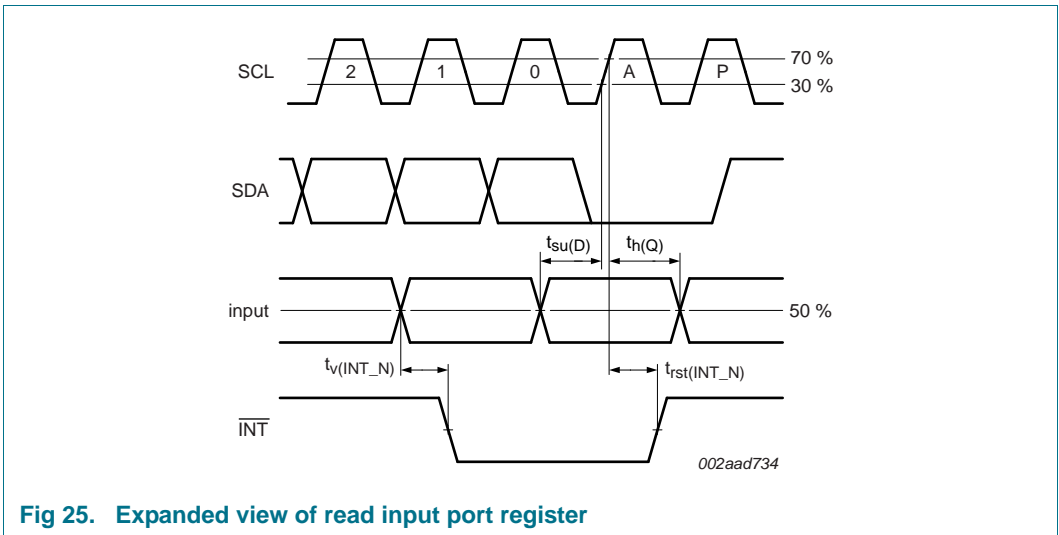 SCL 2 1 0 A P 70 %
30 %
SDA
tsu(D) th(Q)
input 50 %
tv(INT_N) trst(INT_N)
INT
002aad734
Fig 25. Expanded view of read input port register